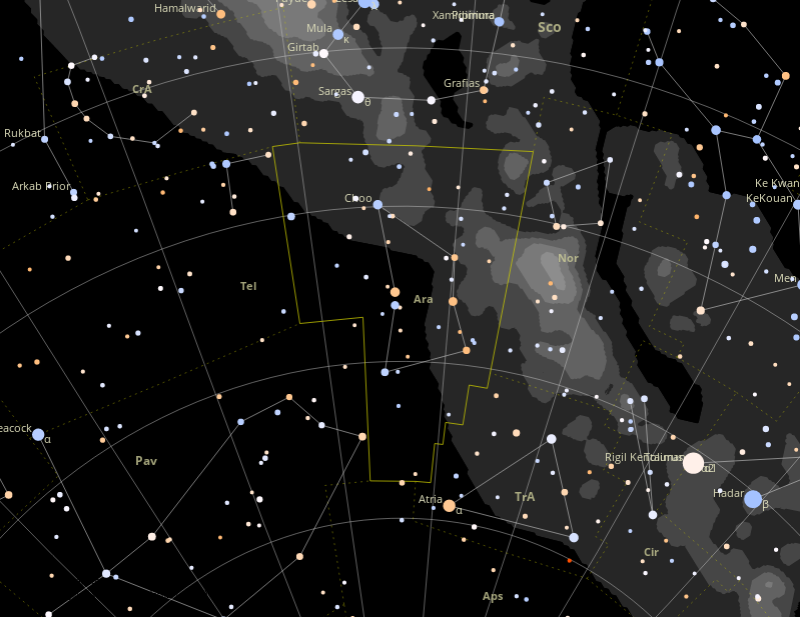 Hamalwarid
Mula
κ
Girtab
Sargas
θ
Grafias
Sco
CrA
Rukbat
Arkab Prior
Choo
Ke Kwan
KeKouan
Nor
Tel
Ara
Men
eacock
α
Pav
Rigil Kentaurus
Hadar
β
Atria
α
TrA
Cir
Aps